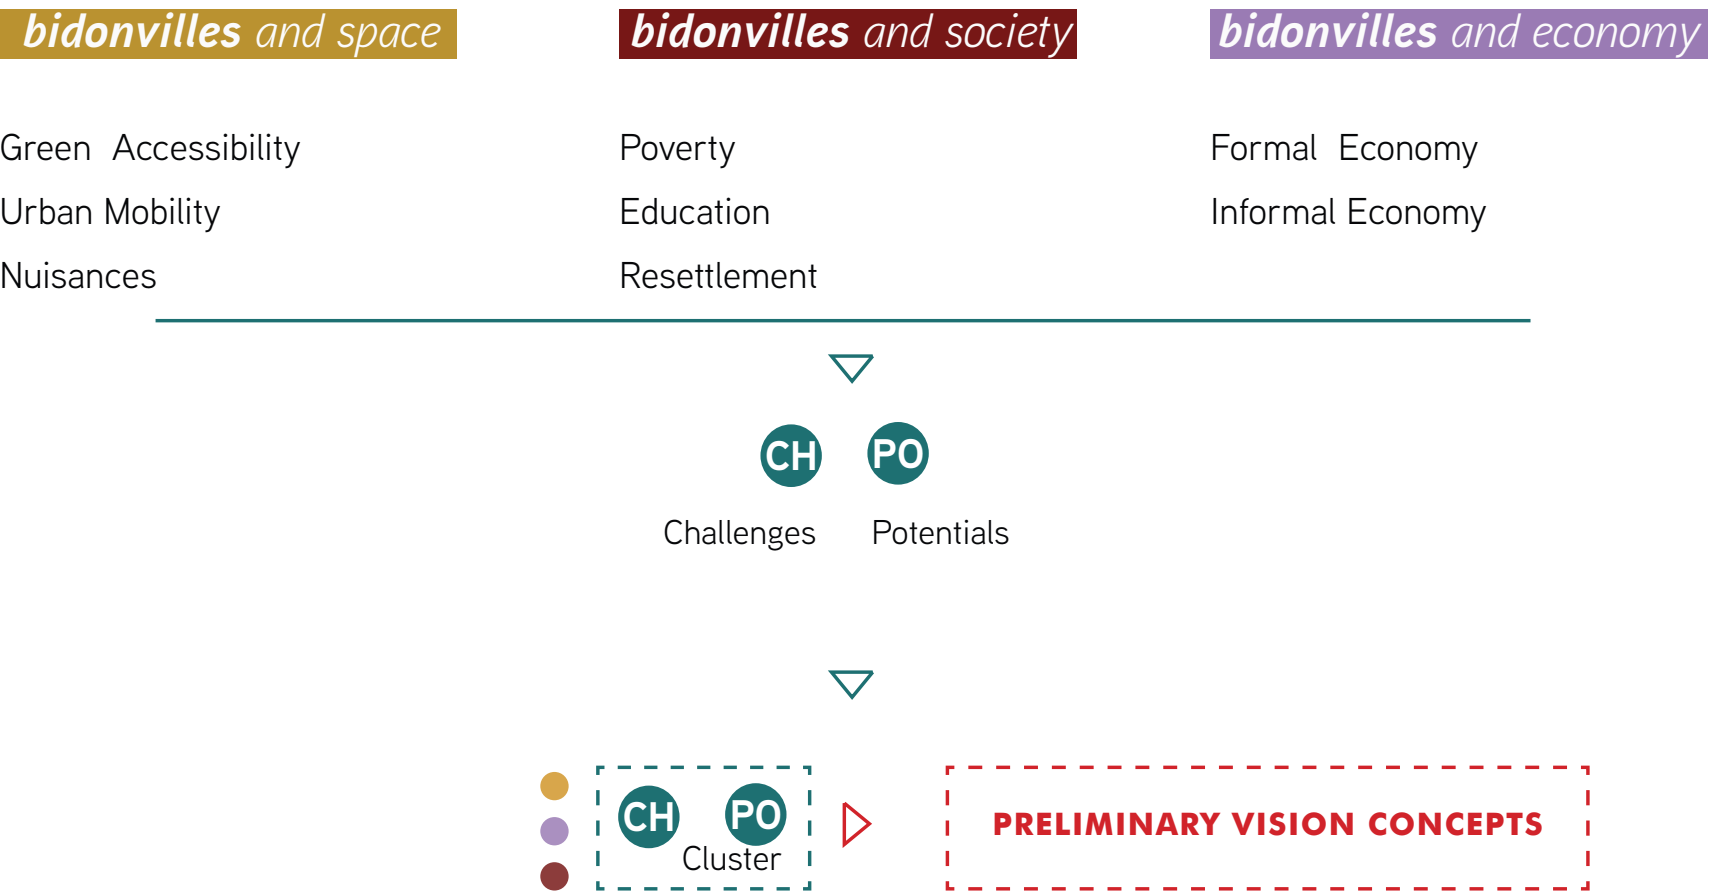 bidonvilles and space
bidonvilles and society
bidonvilles and economy
Green Accessibility
Urban Mobility
Nuisances
Poverty
Education
Resettlement
Formal Economy
Informal Economy
CH
PO
Challenges
Potentials
CH
PO
Cluster
PRELIMINARY VISION CONCEPTS